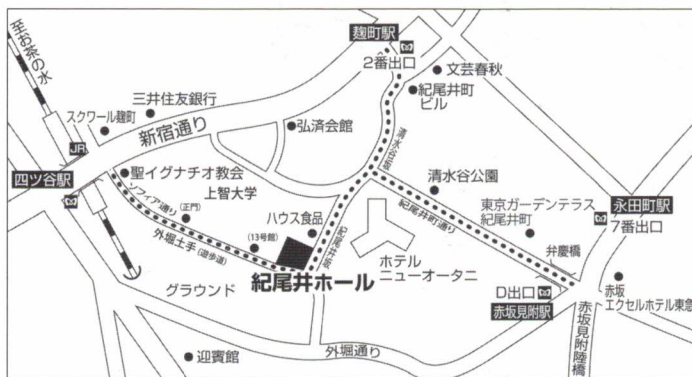 至お茶の水
麹町駅
2番出口
文芸春秋
紀尾井町
ビル
三井住友銀行
スクワール麹町
新宿通り
弘済会館
清水谷坂
JR
四ツ谷駅
聖イグナチオ教会
上智大学
ソフィア通り
(正門)
清水谷公園
永田町駅
7番出口
東京ガーデンテラス
紀尾井町
紀尾井町通り
ハウス食品
紀尾井坂
外堀土手(遊歩道)
(13号館)
弁慶橋
紀尾井ホール
ホテル
ニューオータニ
グラウンド
D出口
赤坂見附駅
赤坂
エクセルホテル東急
赤坂見附陸橋
外堀通り
迎賓館